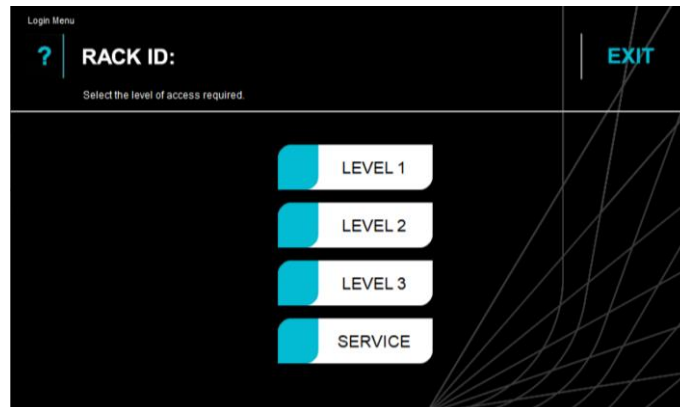 Login Menu
?
RACK ID:
EXIT
Select the level of access required.
LEVEL 1
LEVEL 2
LEVEL 3
SERVICE